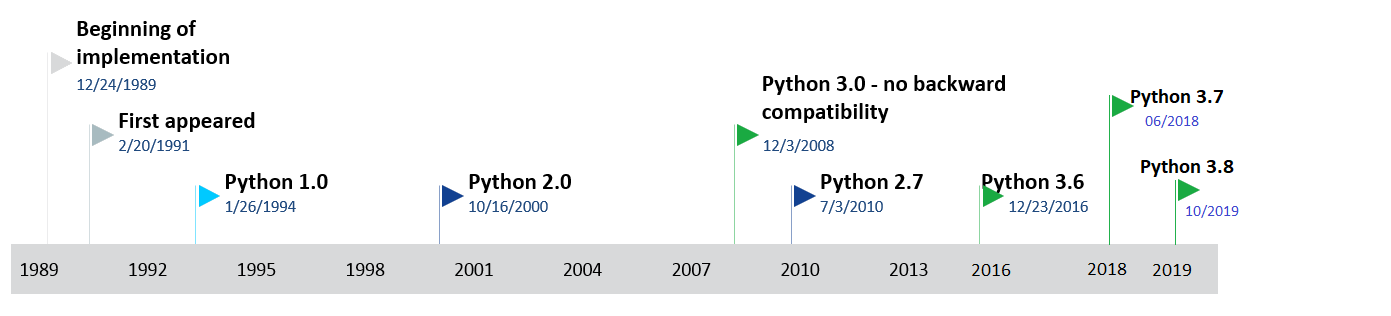 Beginning of
implementation
12/24/1989
First appeared
2/20/1991
Python 1.0
1/26/1994
Python 2.0
10/16/2000
Python 3.0 - no backward
compatibility
12/3/2008
Python 2.7
7/3/2010
Python 3.6
12/23/2016
Python 3.7
06/2018
Python 3.8
10/2019
1989 1992 1995 1998 2001 2004 2007 2010 2013 2016 2018 2019